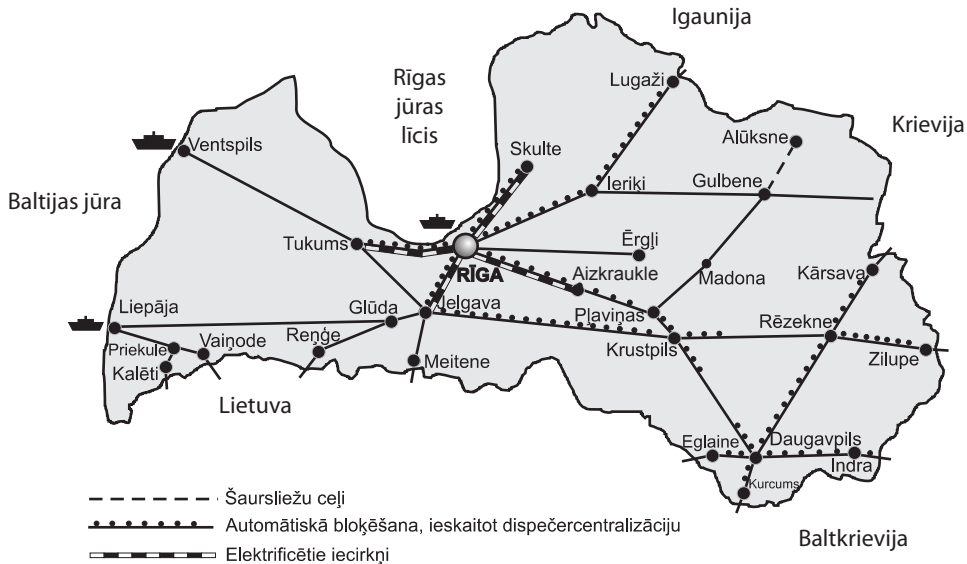 Igaunija
Rīgas
jūras
līcis
Lugaži
Krievija
Alūksne
Ventspils
Skulte
Ieriķi
Gulbene
Baltijas jūra
Tukums
Ērgļi
RĪGA
Aizkraukle
Madona
Kārsava
Liepāja
Glūda
Jelgava
Pļaviņas
Rēzekne
Priekule
Vaiņode
Reņģe
Krustpils
Kalēti
Meitene
Zilupe
Lietuva
Eglaine
Daugavpils
Indra
Kurcums
Šaursliežu ceļi
Automātiskā bloķēšana, ieskaitot dispečercentralizāciju
Elektrificētie iecirkņi
Baltkrievija